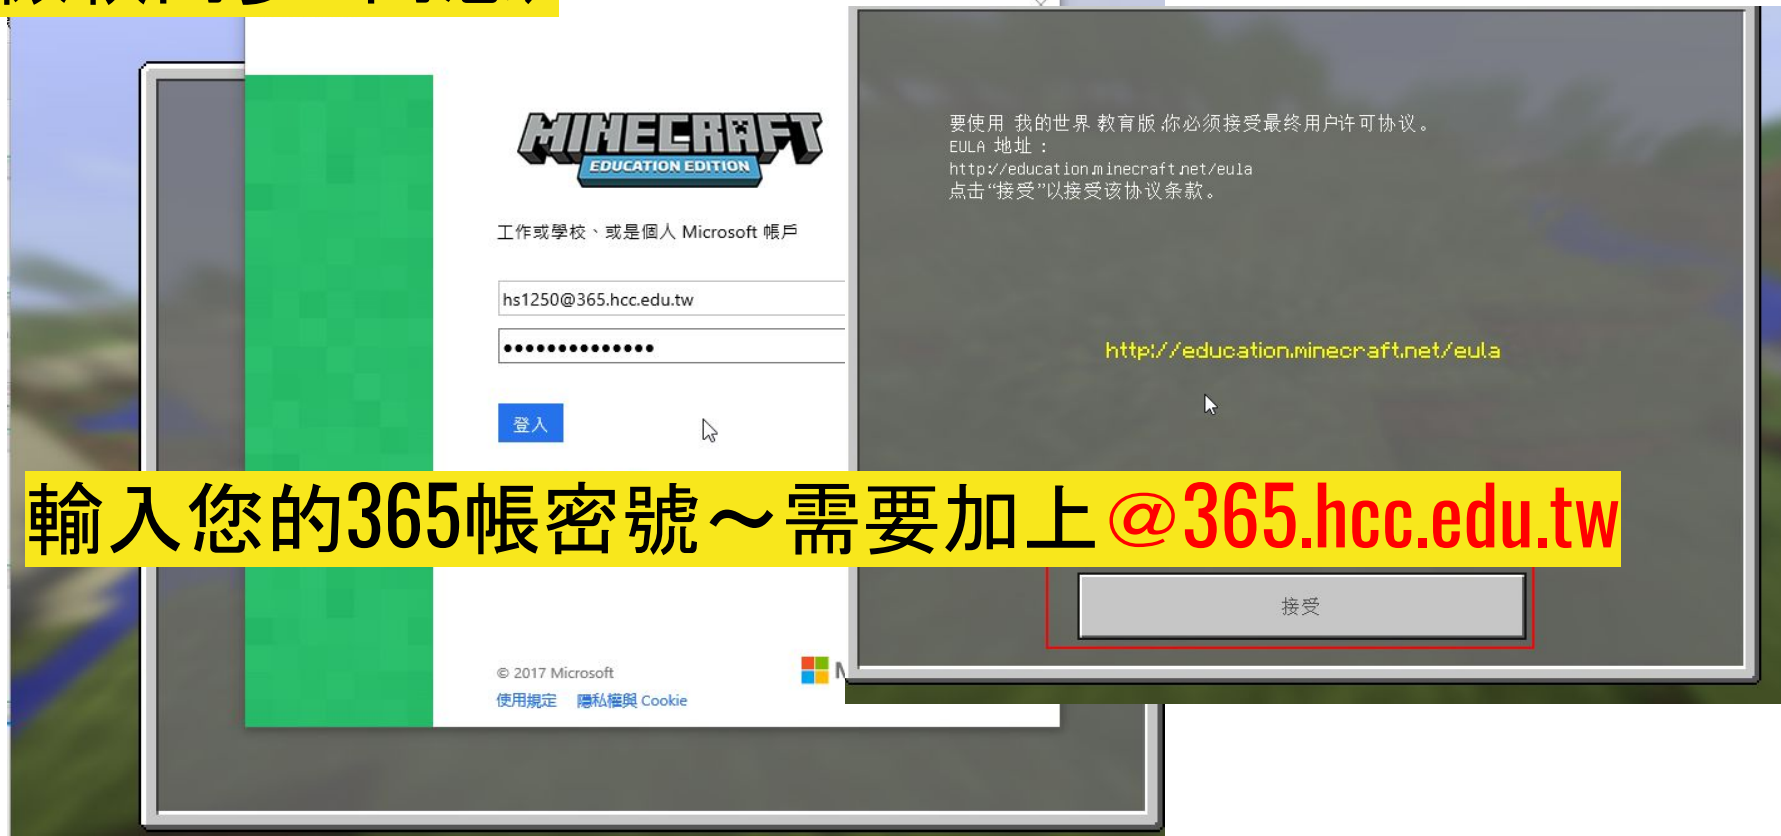 MINECRAFT
EDUCATION EDITION
工作或學校、或是個人 Microsoft 帳戶
hs1250@365.hcc.edu.tw
登入
© 2017 Microsoft
使用規定 隱私權與 Cookie
要使用 我的世界 教育版,你必须接受最终用户许可协议。
EULA 地址：
http://education.minecraft.net/eula
点击“接受”以接受该协议条款。
http://education.minecraft.net/eula
輸入您的365帳密號～需要加上@365.hcc.edu.tw
接受